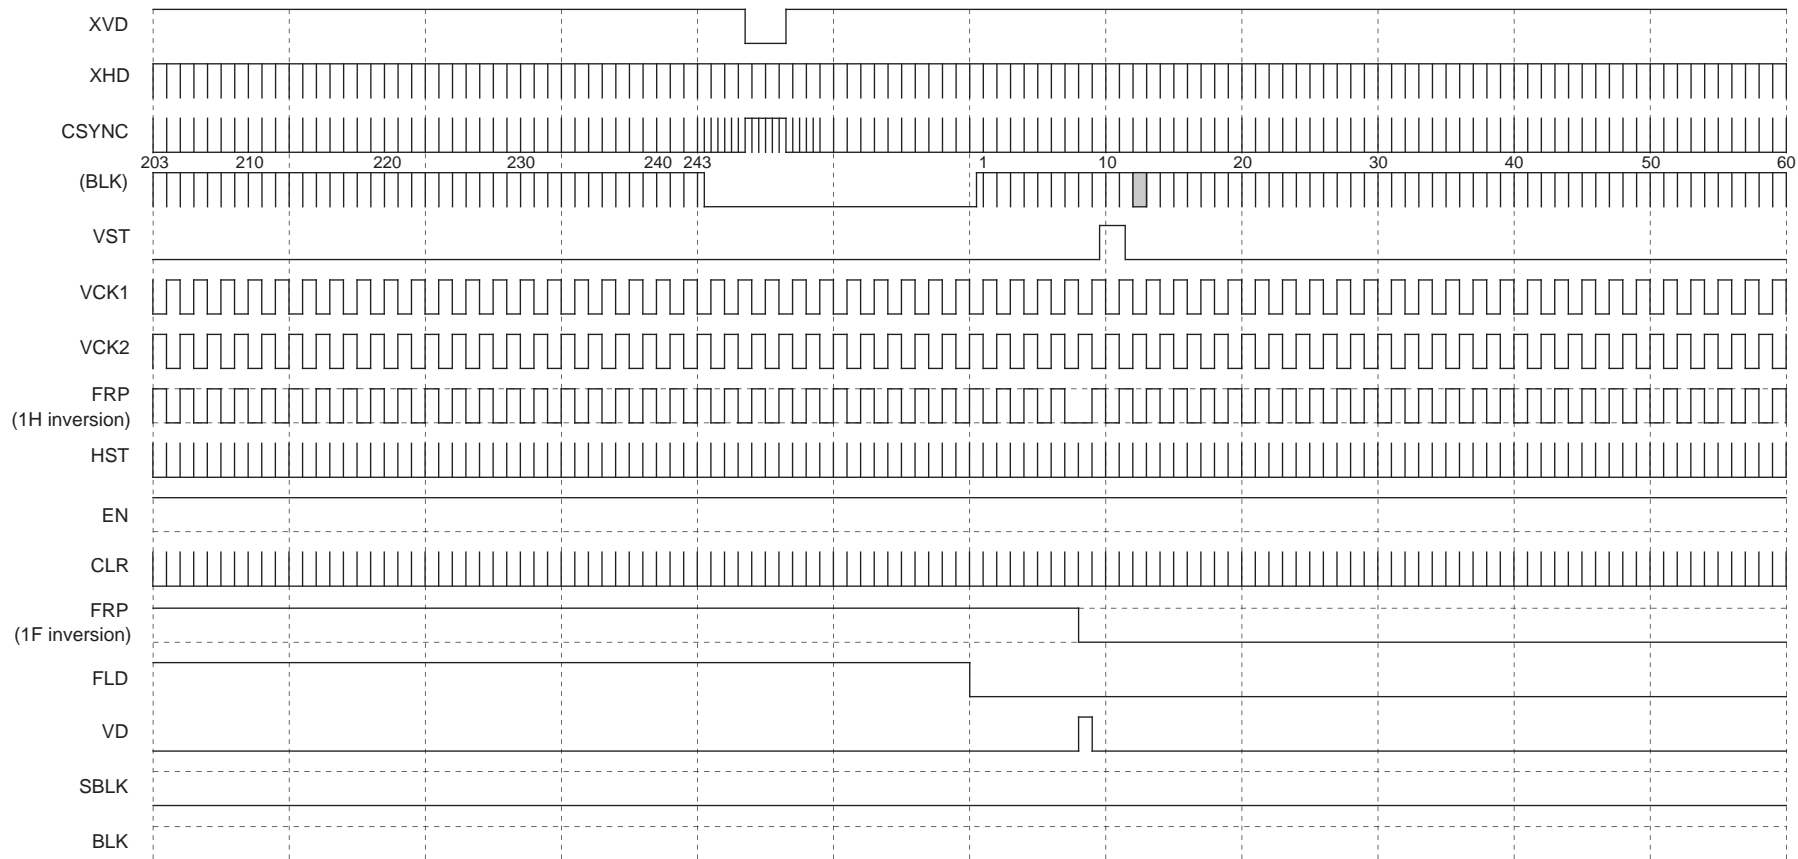 XVD
XHD
CSYNC
203 210 220 230 240 243 1 10 20 30 40 50 60
(BLK)
VST
VCK1
VCK2
FRP
(1H inversion)
HST
EN
CLR
FRP
(1F inversion)
FLD
VD
SBLK
BLK